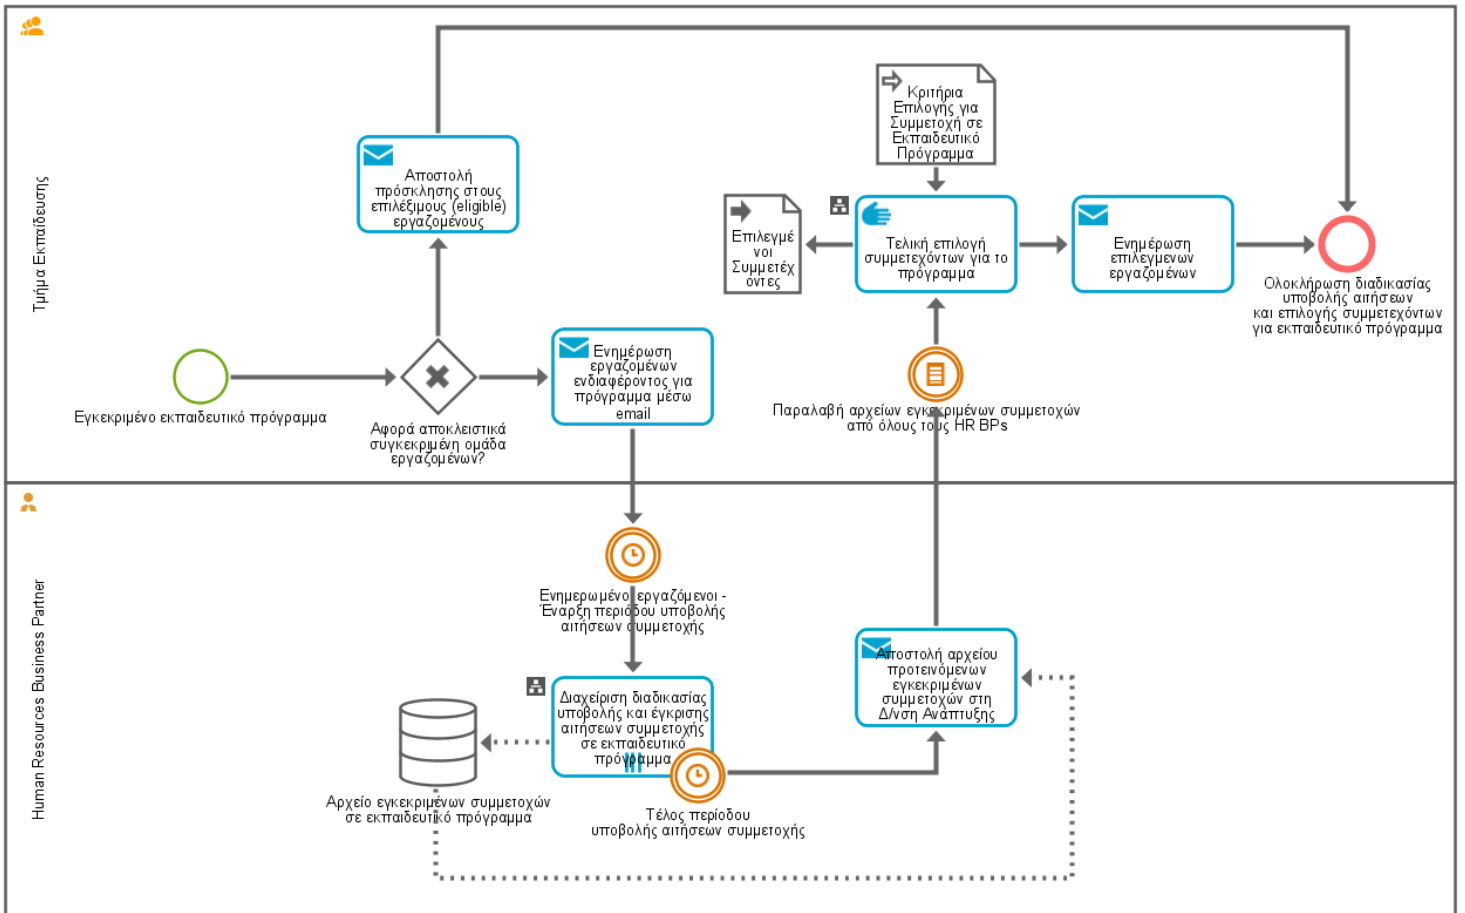 Τμήμα Εκπαίδευσης
Αποστολή
πρόσκλησης στους
επιλέξιμους (eligible)
εργαζομένους
Κριτήρια
Επιλογής για
Συμμετοχή σε
Εκπαιδευτικό
Πρόγραμμα
Επιλεγμέ
νοι
Συμμετέχ
οντες
Τελική επιλογή
συμμετεχόντων για το
πρόγραμμα
Ενημέρωση
επιλεγμενων
εργαζομένων
Ολοκλήρωση διαδικασίας
υποβολής αιτήσεων
και επιλογής συμμετεχόντων
για εκπαιδευτικό πρόγραμμα
Εγκεκριμένο εκπαιδευτικό πρόγραμμα
Αφορά αποκλειστικά
συγκεκριμένη ομάδα
εργαζομένων?
Ενημέρωση
εργαζομένων
ενδιαφέροντος για
πρόγραμμα μέσω
email
Παραλαβή αρχείων εγκεκριμένων συμμετοχών
από όλους τους HR BPs
Human Resources Business Partner
Ενημερωμένοι εργαζόμενοι -
Έναρξη περιόδου υποβολής
αιτήσεων συμμετοχής
Διαχείριση διαδικασίας
υποβολής και έγκρισης
αιτήσεων συμμετοχής
σε εκπαιδευτικό
πρόγραμμα
Αποστολή αρχείου
προτεινόμενων
εγκεκριμένων
συμμετοχών στη
Δ/νση Ανάπτυξης
Αρχείο εγκεκριμένων συμμετοχών
σε εκπαιδευτικό πρόγραμμα
Τέλος περίοδου
υποβολής αιτήσεων συμμετοχής